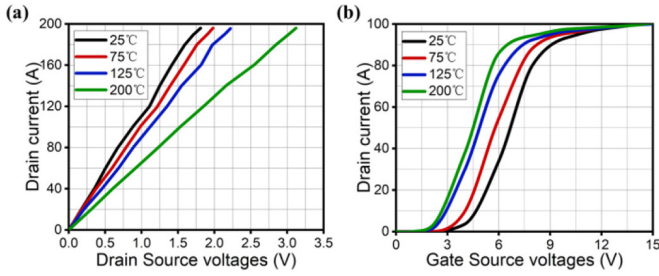 (a)
200
160
120
80
40
0
Drain current (A)
25℃
75℃
125℃
200℃
0.0 0.5 1.0 1.5 2.0 2.5 3.0 3.5
Drain Source voltages (V)
(b)
100
80
60
40
20
0
Drain current (A)
25℃
75℃
125℃
200℃
0 3 6 9 12 15
Gate Source voltages (V)